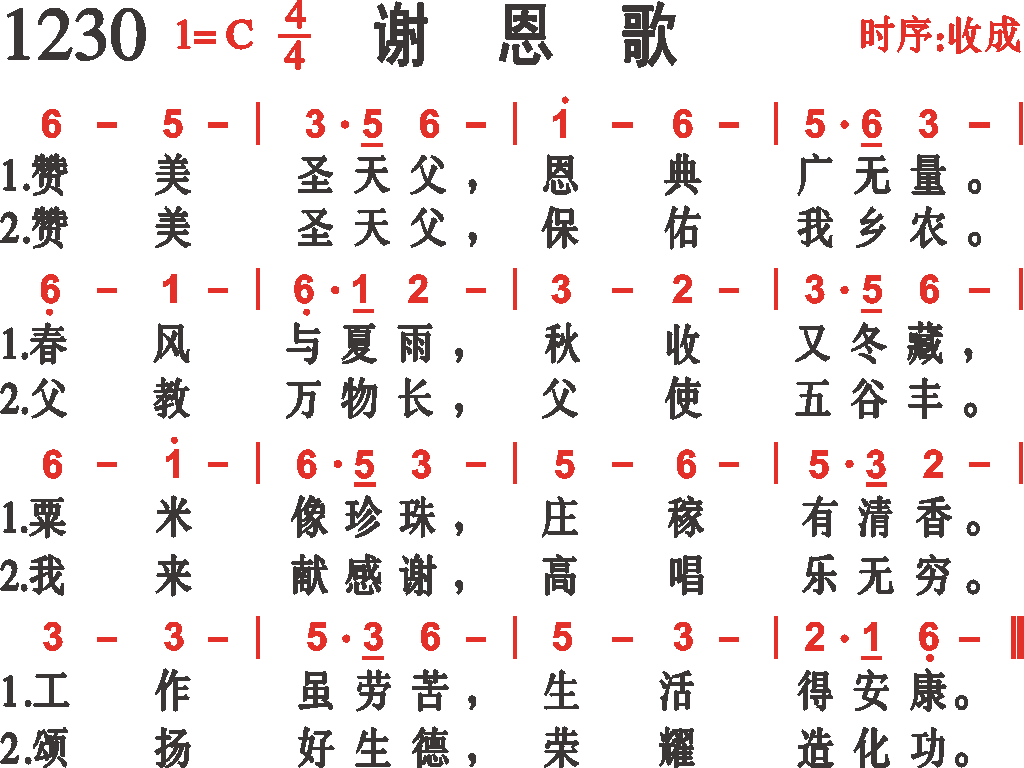 1230 1=C 4/4 谢恩歌 时序:收成
6 – 5 – | 3·5 6 – | i – 6 – | 5·6 3 – |
1.赞美圣天父，恩典广无量。
2.赞美圣天父，保佑我乡农。
6̣ – 1 – | 6̣·1 2 – | 3 – 2 – | 3·5 6 – |
1.春风与夏雨，秋收又冬藏，
2.父教万物长，父使五谷丰。
6 – i – | 6·5 3 – | 5 – 6 – | 5·3 2 – |
1.粟米像珍珠，庄稼有清香。
2.我来献感谢，高唱乐无穷。
3 – 3 – | 5·3 6 – | 5 – 3 – | 2·1 6̣ – ‖
1.工作虽劳苦，生活得安康。
2.颂扬好生德，荣耀造化功。